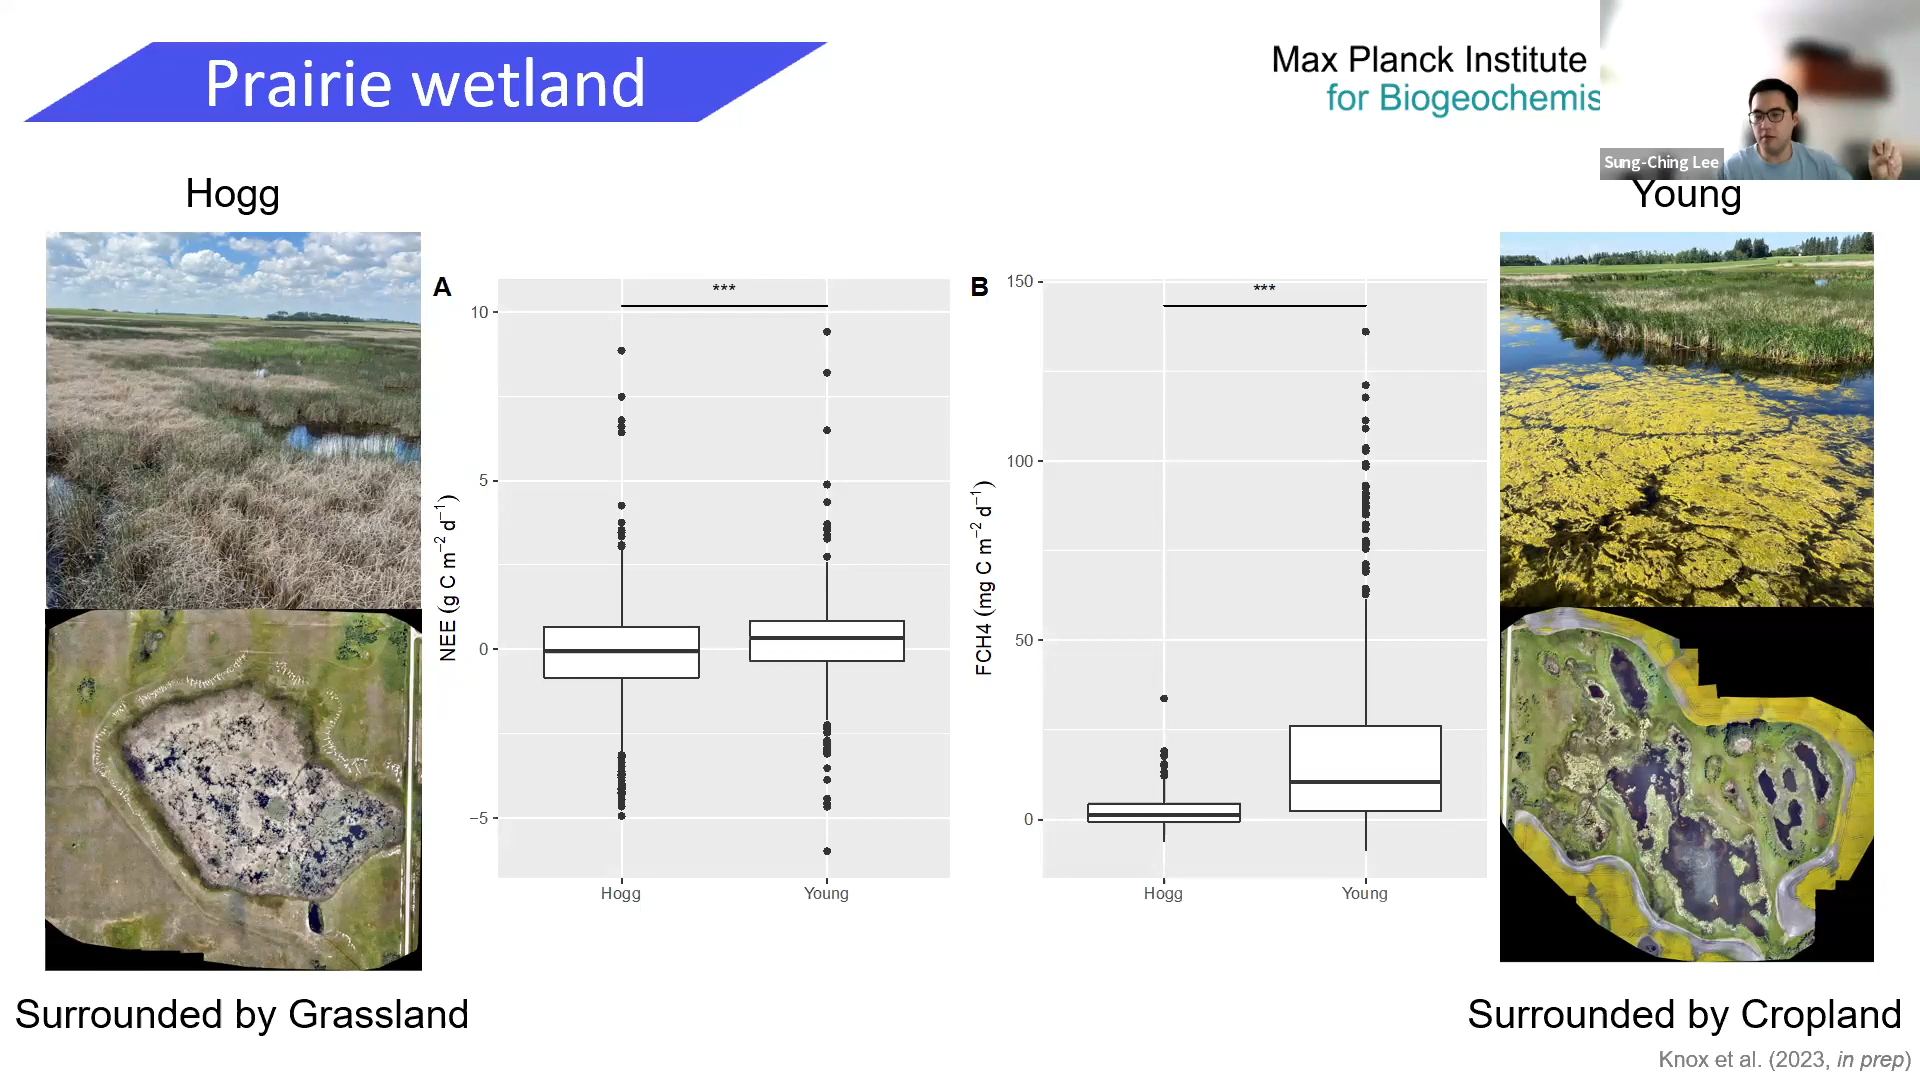 Prairie wetland
Max Planck Institute
for Biogeochemis
Sung-Ching Lee
Hogg
Young
A
***
10
5
0
−5
NEE (g C m⁻² d⁻¹)
Hogg
Young
B
***
150
100
50
0
FCH4 (mg C m⁻² d⁻¹)
Hogg
Young
Surrounded by Grassland
Surrounded by Cropland
Knox et al. (2023, in prep)